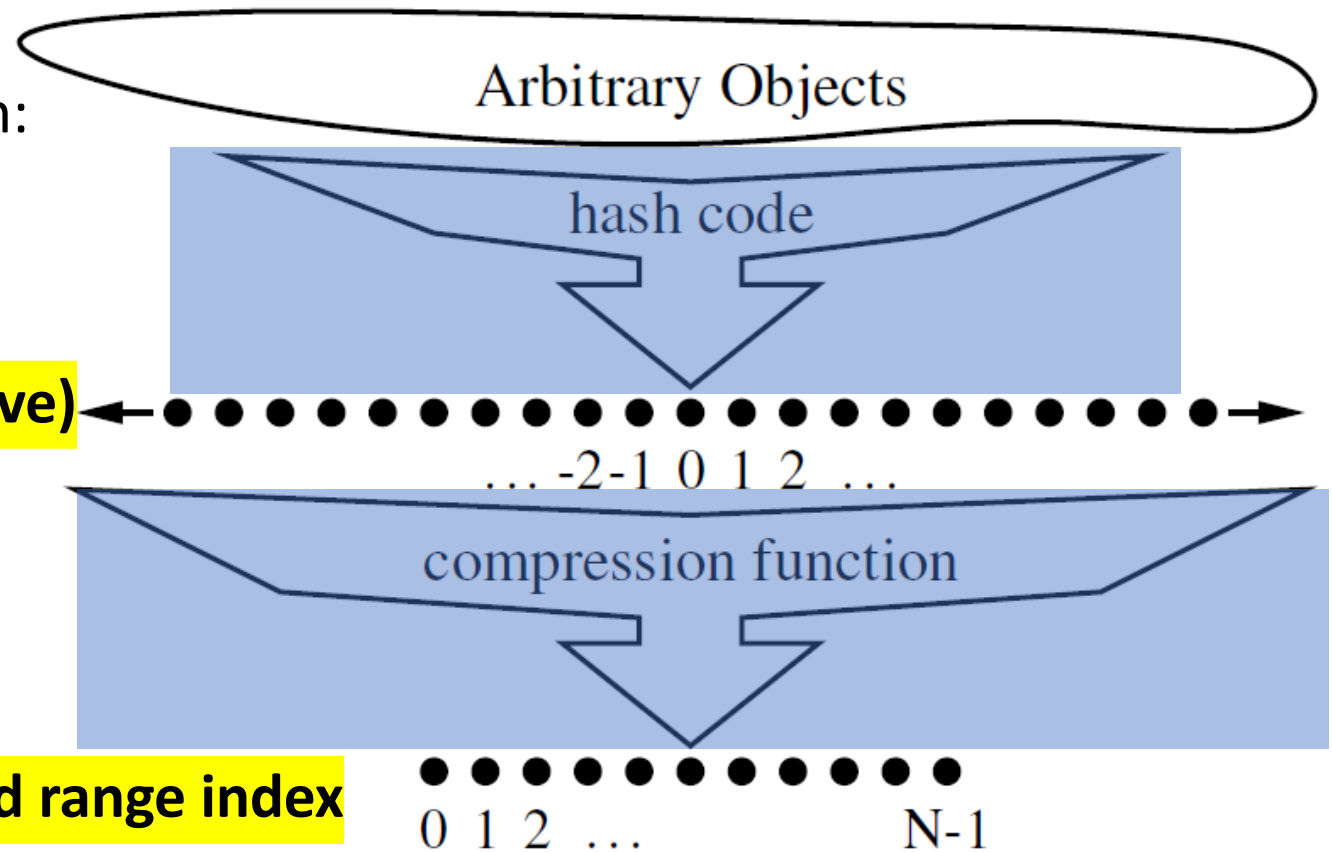 Arbitrary Objects
n:
hash code
ve)
... -2 -1 0 1 2 ...
compression function
d range index
0 1 2 ... N-1